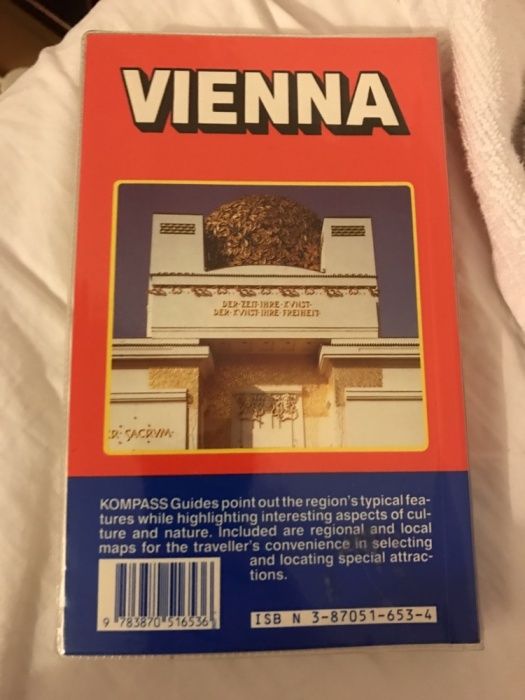 VIENNA
DER·ZEIT·IHRE·KVNST·
DER·KVNST·IHRE·FREIHEIT·
R·SACRVM·
KOMPASS Guides point out the region's typical fea-
tures while highlighting interesting aspects of cul-
ture and nature. Included are regional and local
maps for the traveller's convenience in selecting
and locating special attrac-
tions.
9 783870 516536
ISB N 3-87051-653-4